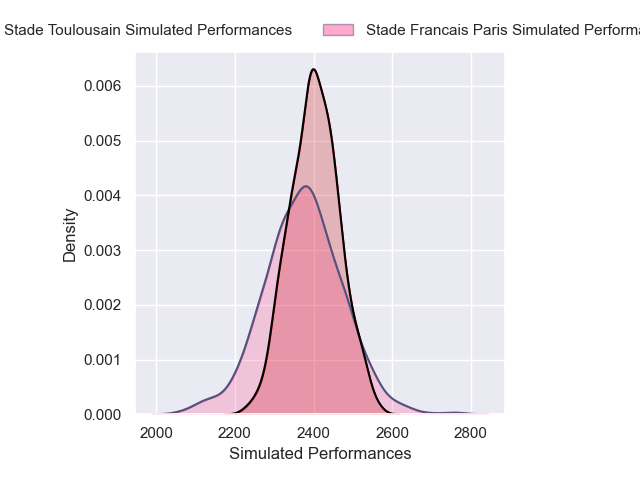 Stade Toulousain Simulated Performances Stade Francais Paris Simulated Performa
0.006
0.005
0.004
0.003
0.002
0.001
0.000
Density
2000 2200 2400 2600 2800
Simulated Performances